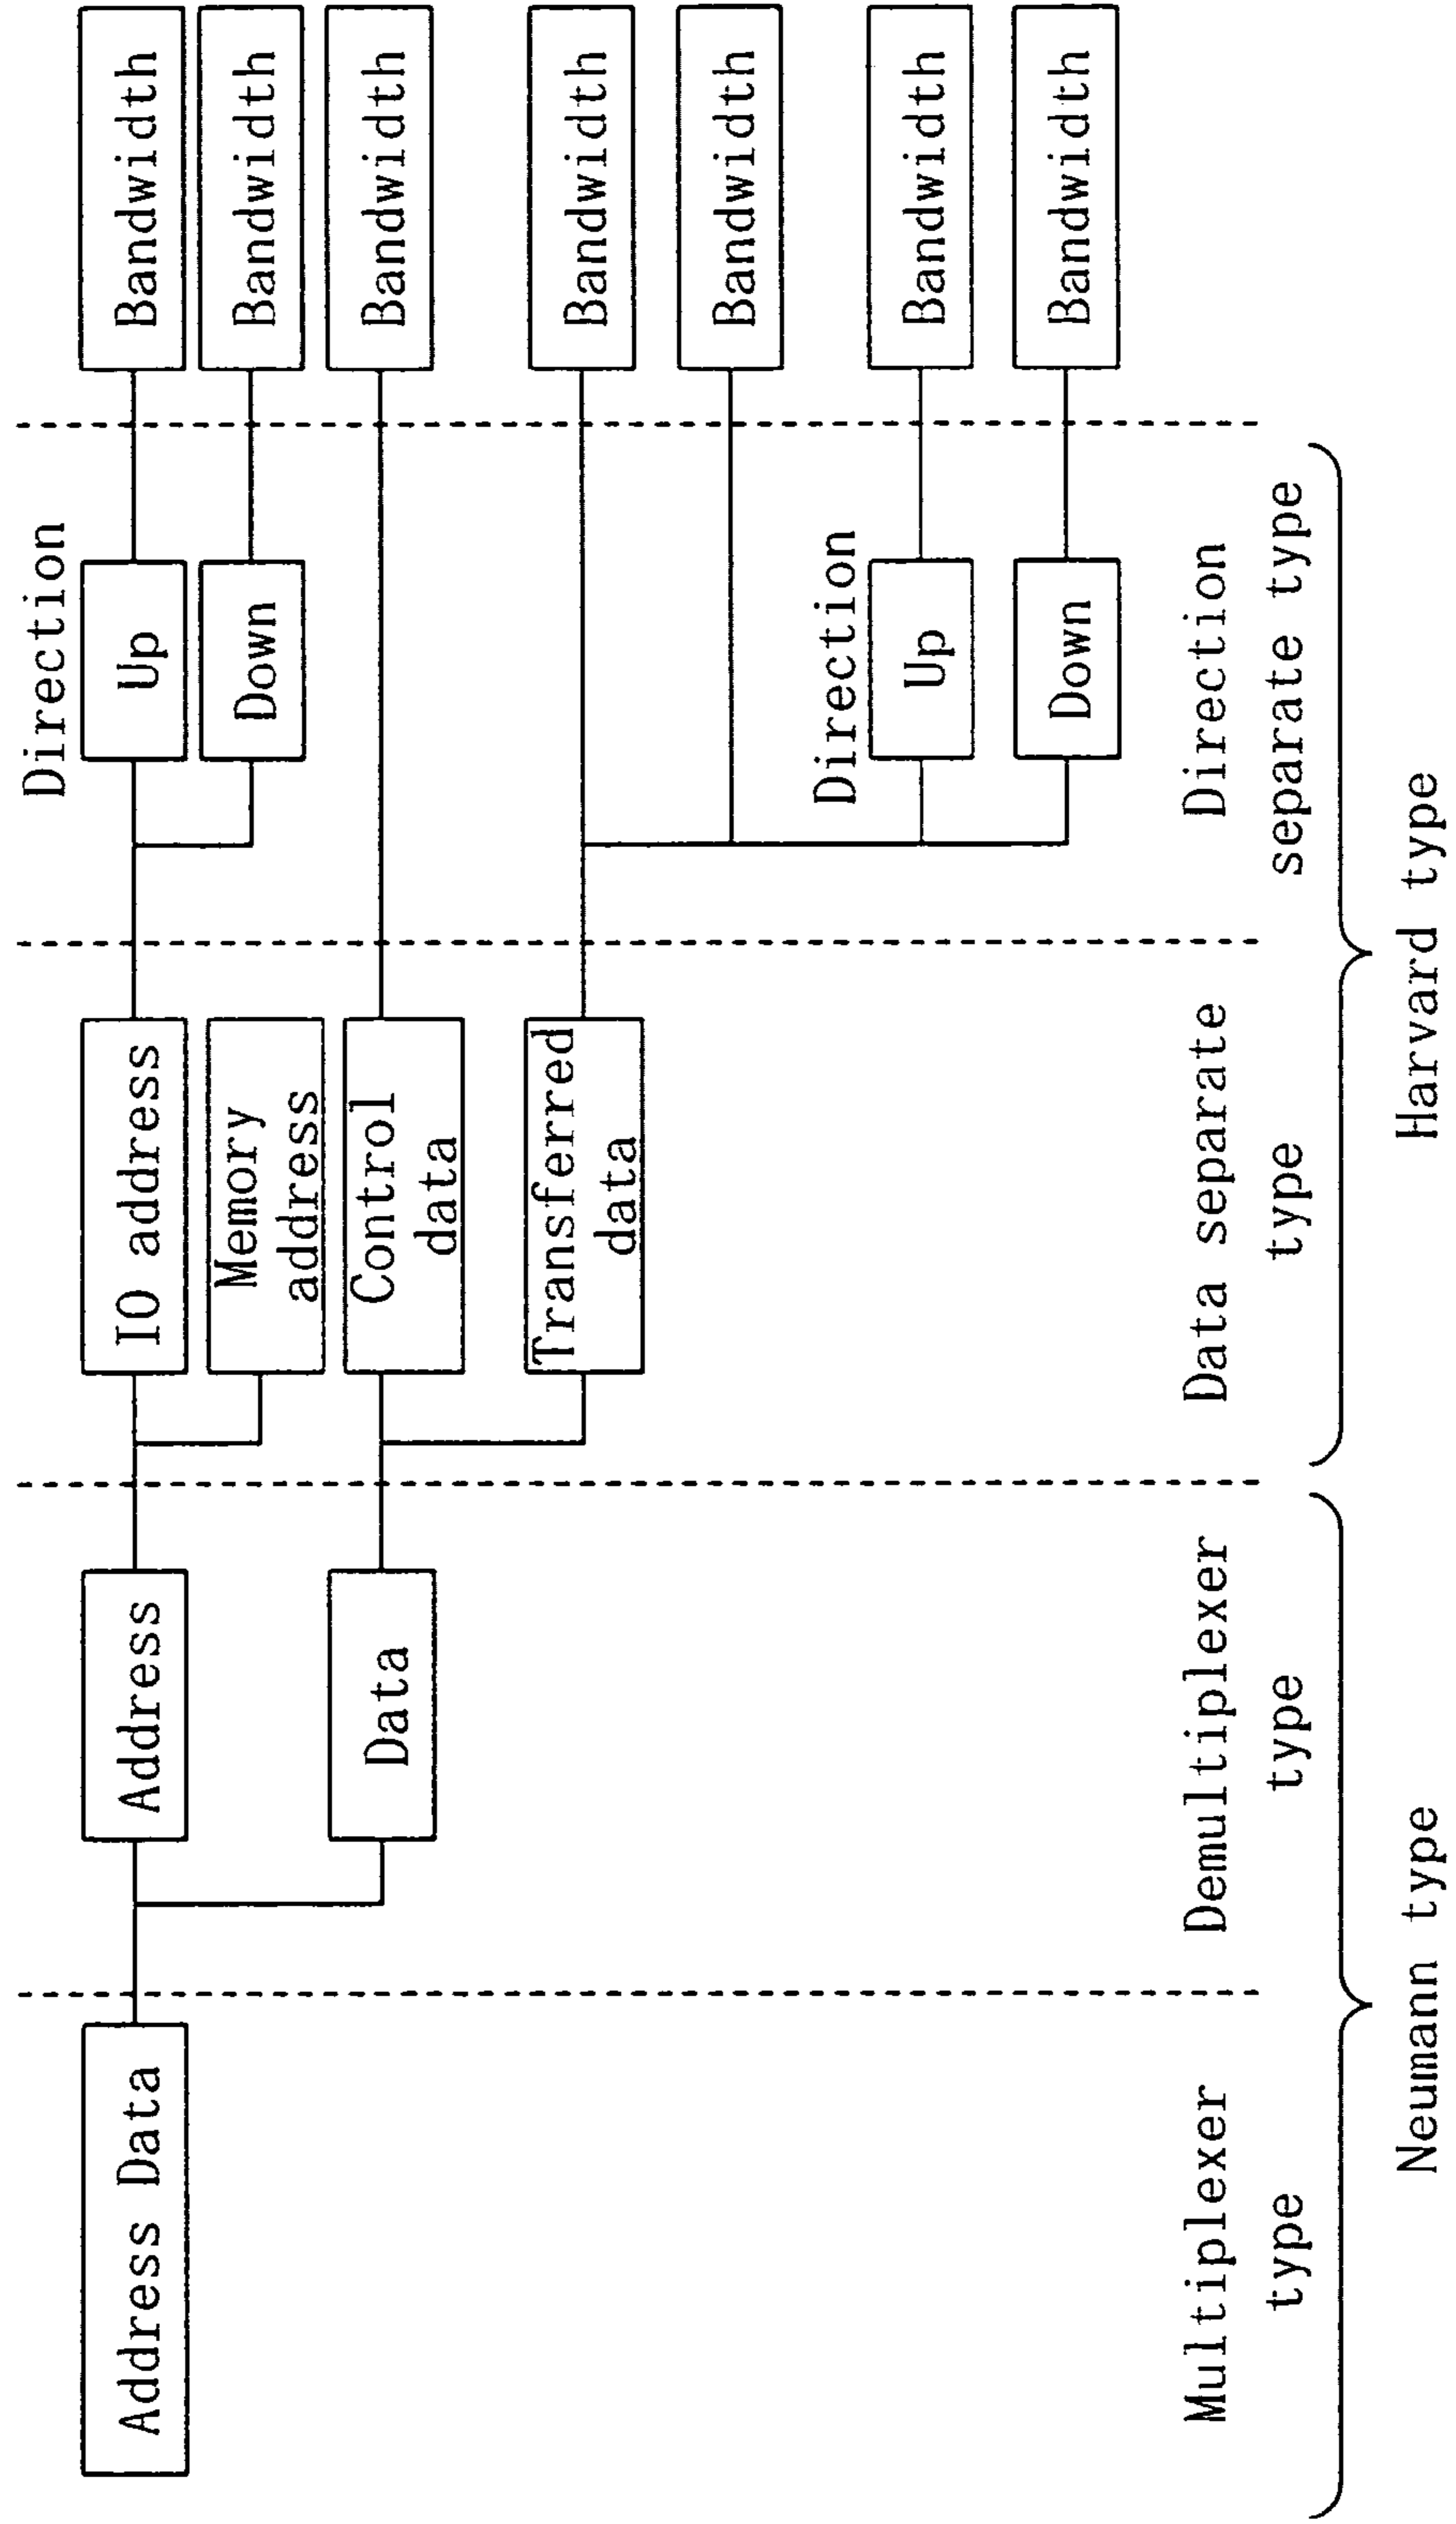 Address Data
Address
Data
IO address
Memory
address
Control
data
Transferred
data
Direction
Up
Down
Direction
Up
Down
Bandwidth
Bandwidth
Bandwidth
Bandwidth
Bandwidth
Bandwidth
Bandwidth
Multiplexer
type
Demultiplexer
type
Data separate
type
Direction
separate type
Neumann type
Harvard type